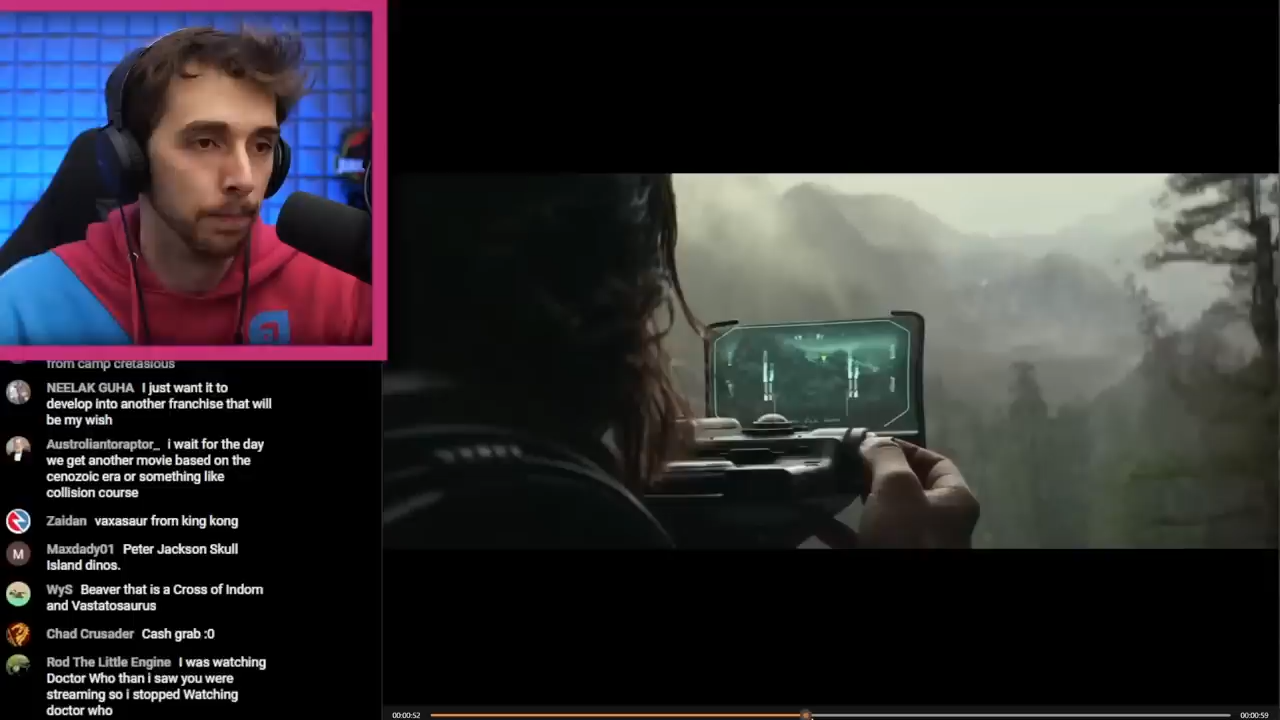 from camp cretasious
NEELAK GUHA I just want it to
develop into another franchise that will
be my wish
Australiantoraptor_ i wait for the day
we get another movie based on the
cenozoic era or something like
collision course
Zaidan vaxasaur from king kong
M
Maxdady01 Peter Jackson Skull
Island dinos.
WyS Beaver that is a Cross of Indom
and Vastatosaurus
Chad Crusader Cash grab :0
Rod The Little Engine I was watching
Doctor Who than i saw you were
streaming so i stopped Watching
doctor who
00:00:52
00:00:59